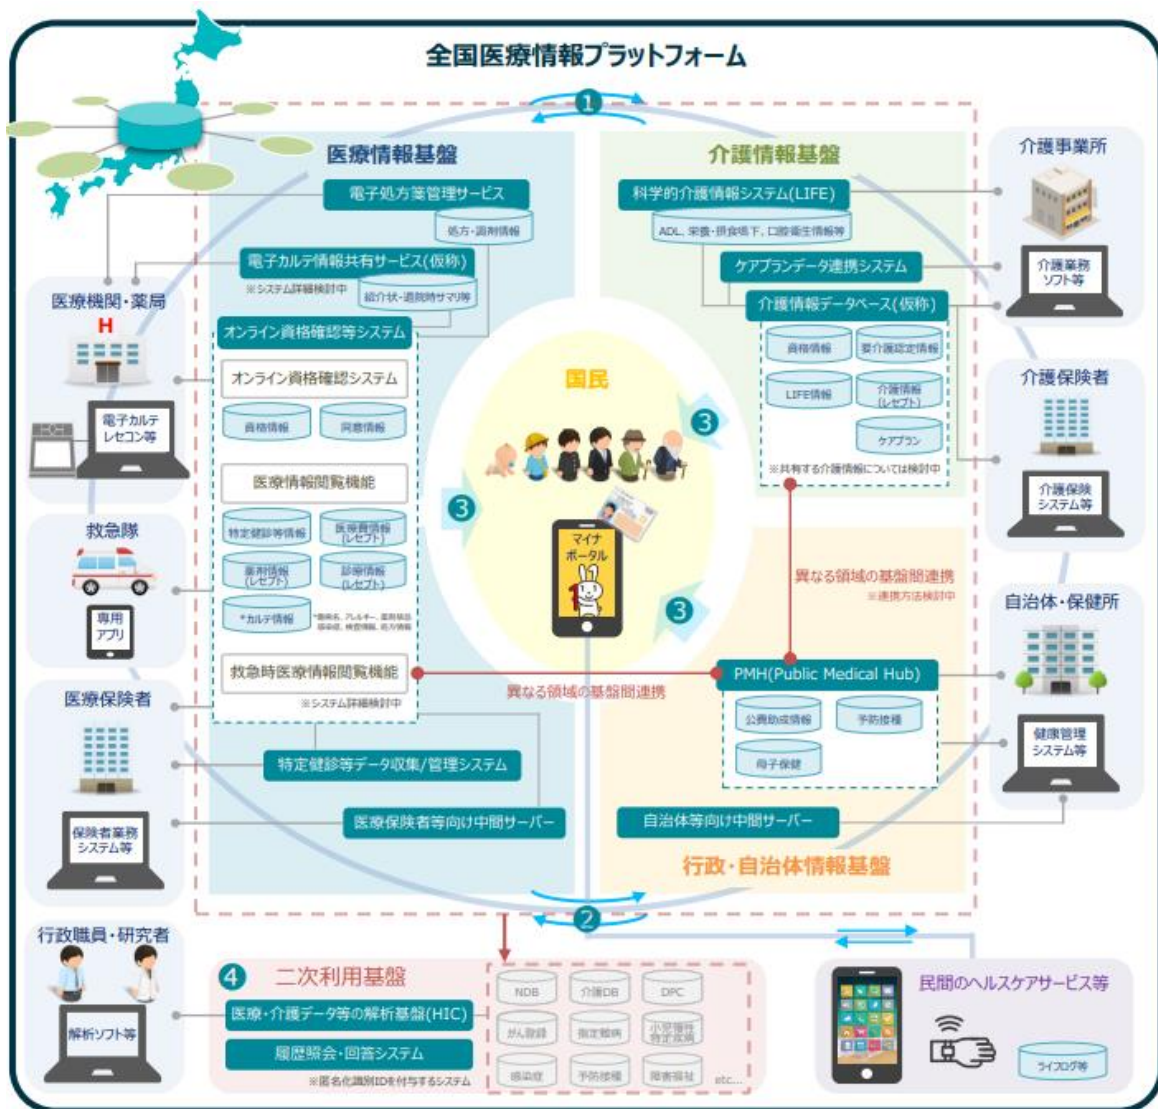 全国医療情報プラットフォーム
1
医療情報基盤
介護情報基盤
電子処方箋管理サービス
処方・調剤情報
電子カルテ情報共有サービス(仮称)
※システム詳細検討中
紹介状・退院時サマリ等
オンライン資格確認等システム
オンライン資格確認システム
資格情報
同意情報
医療情報閲覧機能
特定健診等情報
医療費情報
(レセプト)
薬剤情報
(レセプト)
診療情報
(レセプト)
*カルテ情報
*傷病名、アレルギー、薬剤禁忌
感染症、検査情報、処方情報
救急時医療情報閲覧機能
※システム詳細検討中
特定健診等データ収集/管理システム
医療保険者等向け中間サーバー
科学的介護情報システム(LIFE)
ADL、栄養・摂食嚥下、口腔衛生情報等
ケアプランデータ連携システム
介護情報データベース(仮称)
資格情報
要介護認定情報
LIFE情報
介護情報
(レセプト)
ケアプラン
※共有する介護情報については検討中
国民
3
3
3
マイナ
ポータル
異なる領域の基盤間連携
※連携方法検討中
異なる領域の基盤間連携
PMH(Public Medical Hub)
公費助成情報
予防接種
母子保健
自治体等向け中間サーバー
行政・自治体情報基盤
医療機関・薬局
H
電子カルテ
レセコン等
救急隊
専用
アプリ
医療保険者
保険者業務
システム等
行政職員・研究者
解析ソフト等
介護事業所
介護業務
ソフト等
介護保険者
介護保険
システム等
自治体・保健所
健康管理
システム等
2
4
二次利用基盤
医療・介護データ等の解析基盤(HIC)
履歴照会・回答システム
※匿名化識別IDを付与するシステム
NDB
介護DB
DPC
がん登録
指定難病
小児慢性
特定疾病
感染症
予防接種
障害福祉
etc...
民間のヘルスケアサービス等
ライフログ等